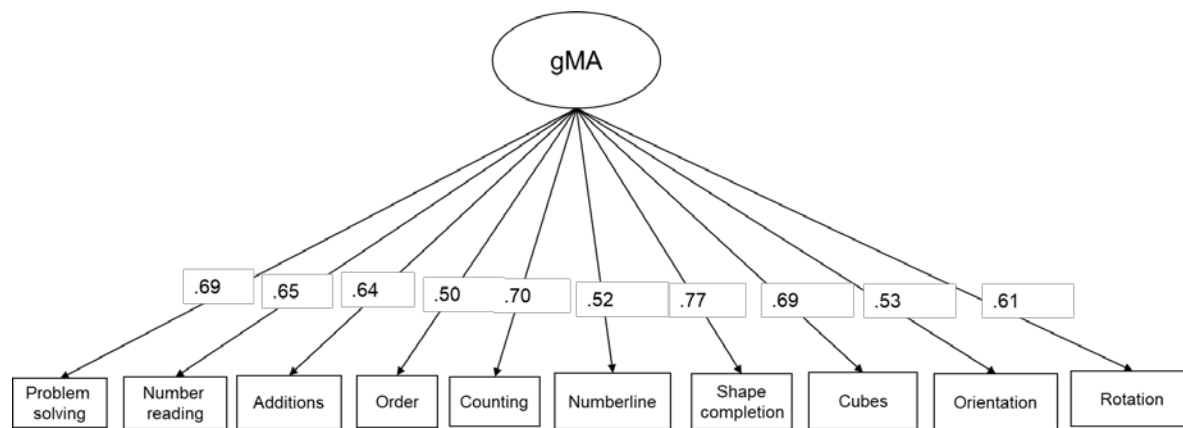 gMA
.69
.65
.64
.50
.70
.52
.77
.69
.53
.61
Problem
solving
Number
reading
Additions
Order
Counting
Numberline
Shape
completion
Cubes
Orientation
Rotation